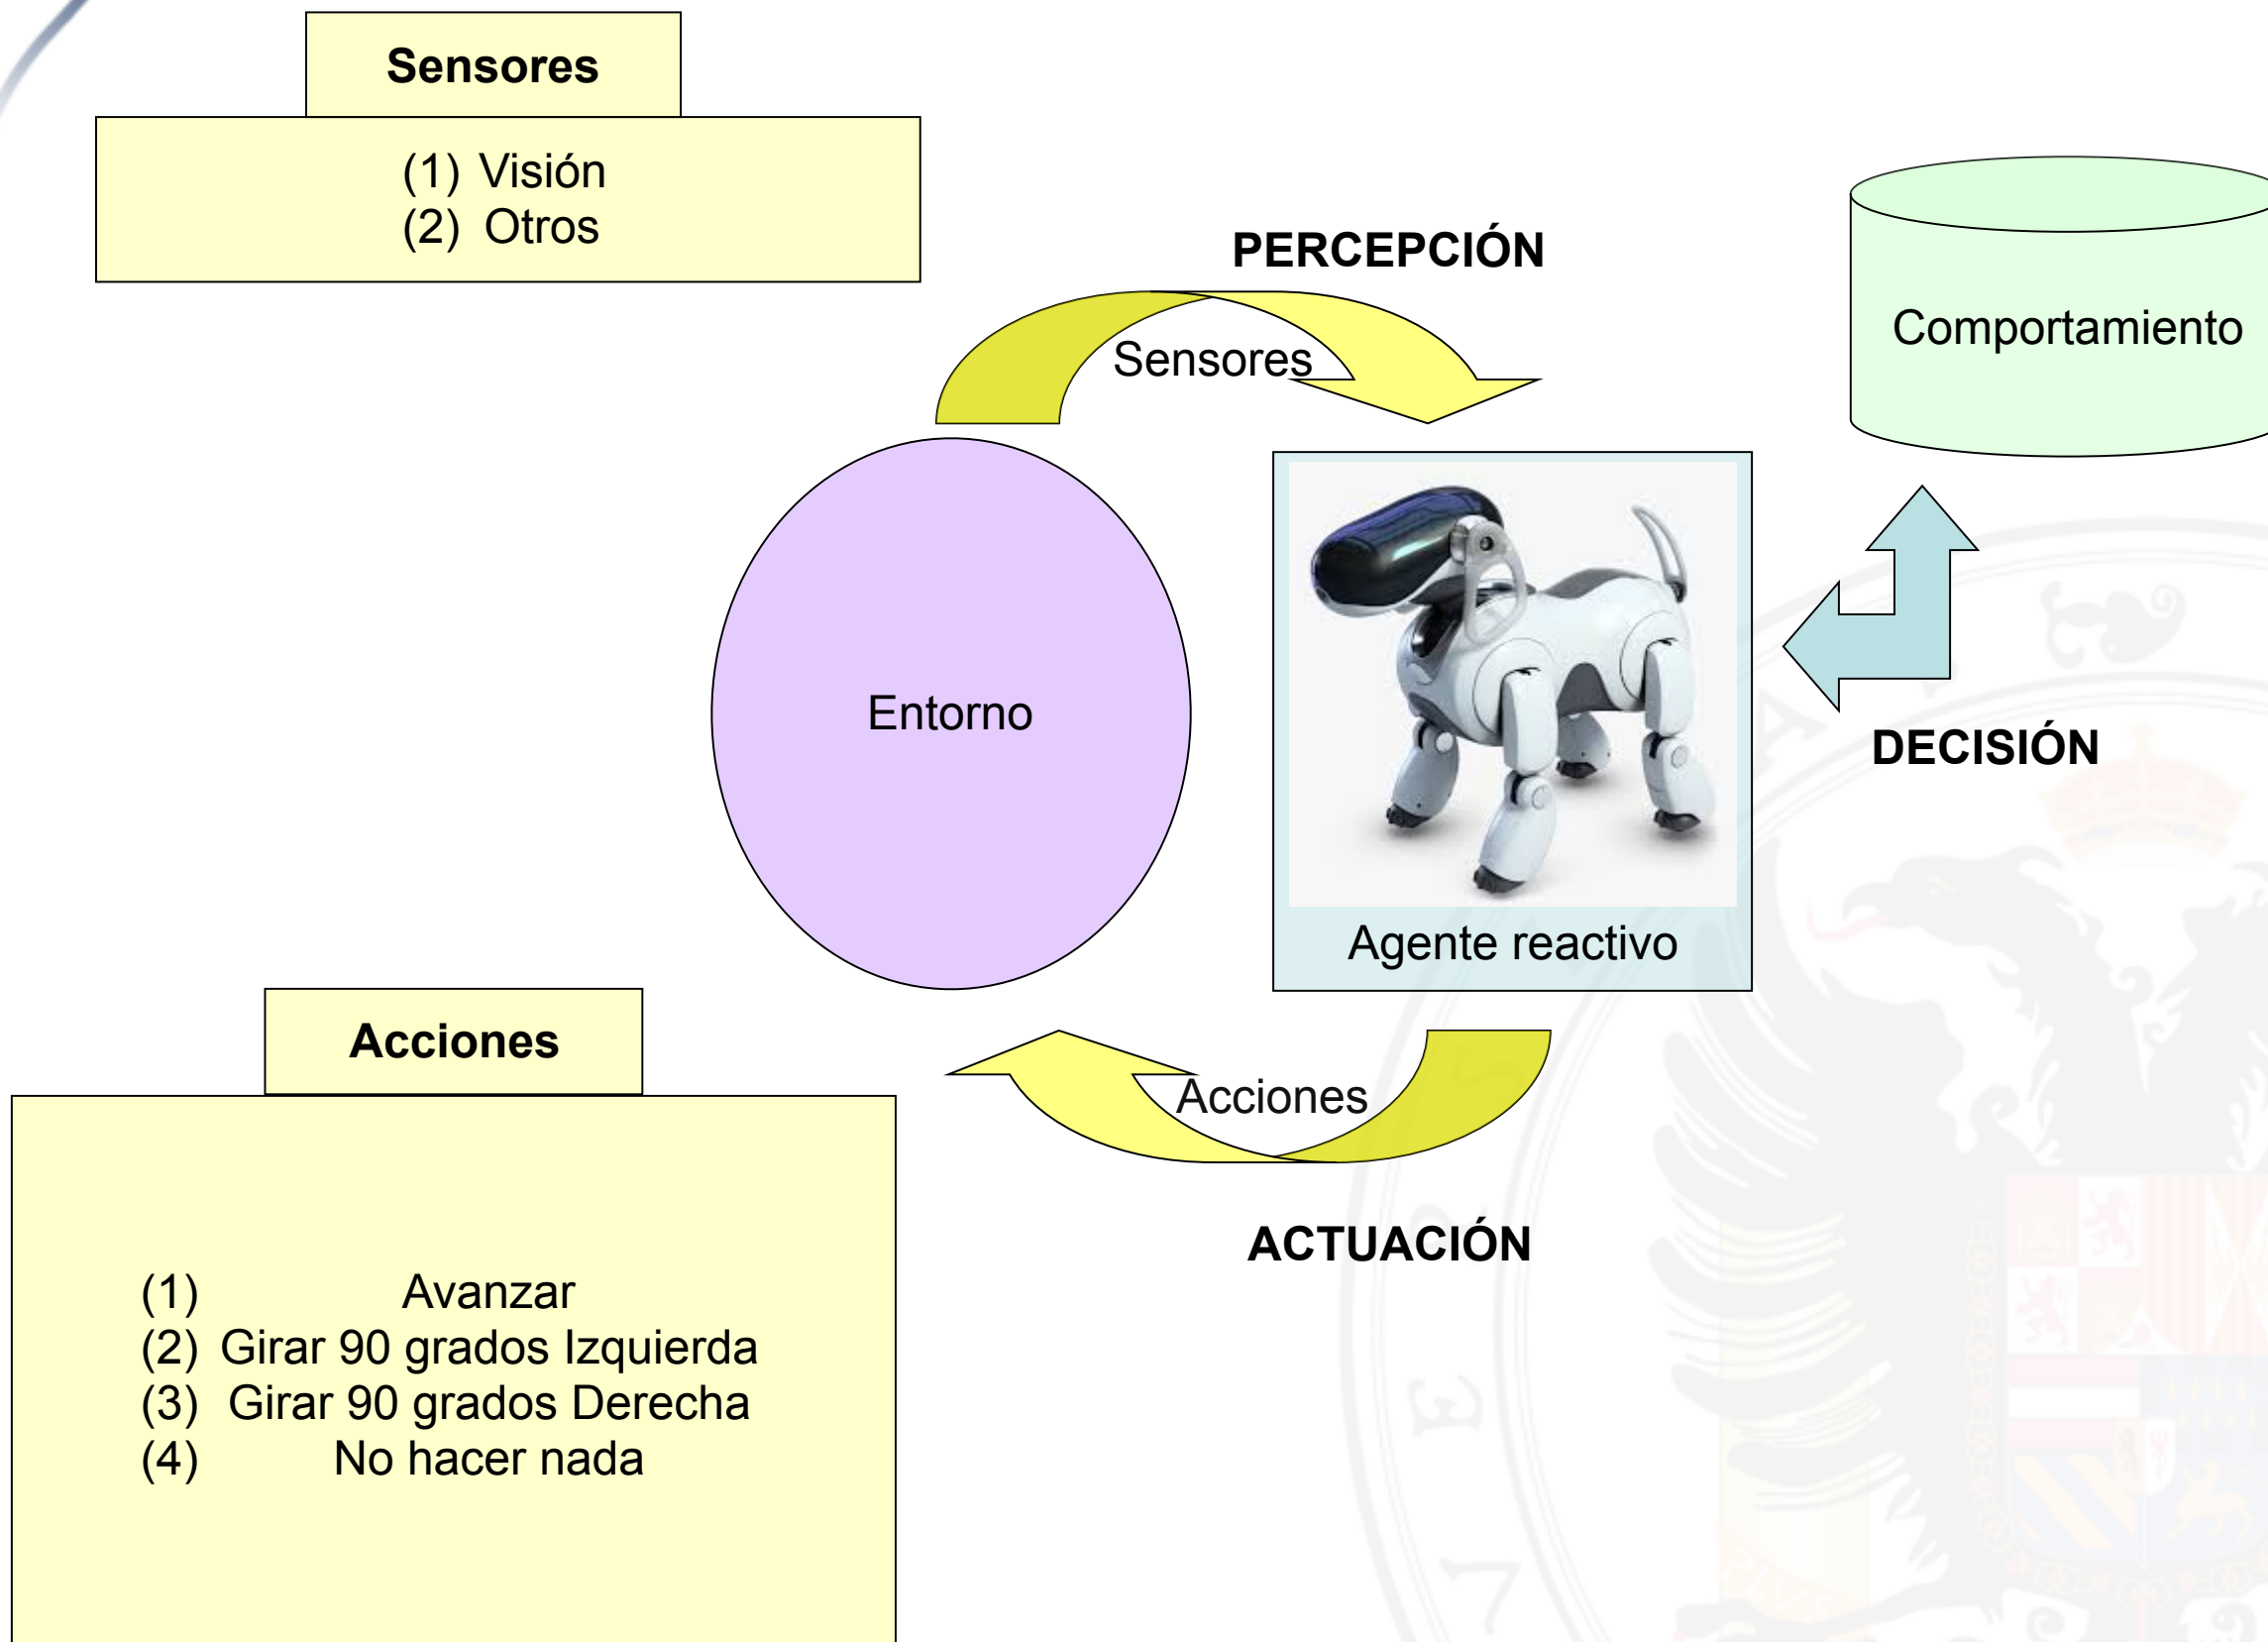 Sensores
(1) Visión
(2) Otros
PERCEPCIÓN
Sensores
Comportamiento
Entorno
Agente reactivo
DECISIÓN
Acciones
Acciones
ACTUACIÓN
(1) Avanzar
(2) Girar 90 grados Izquierda
(3) Girar 90 grados Derecha
(4) No hacer nada
PLVS